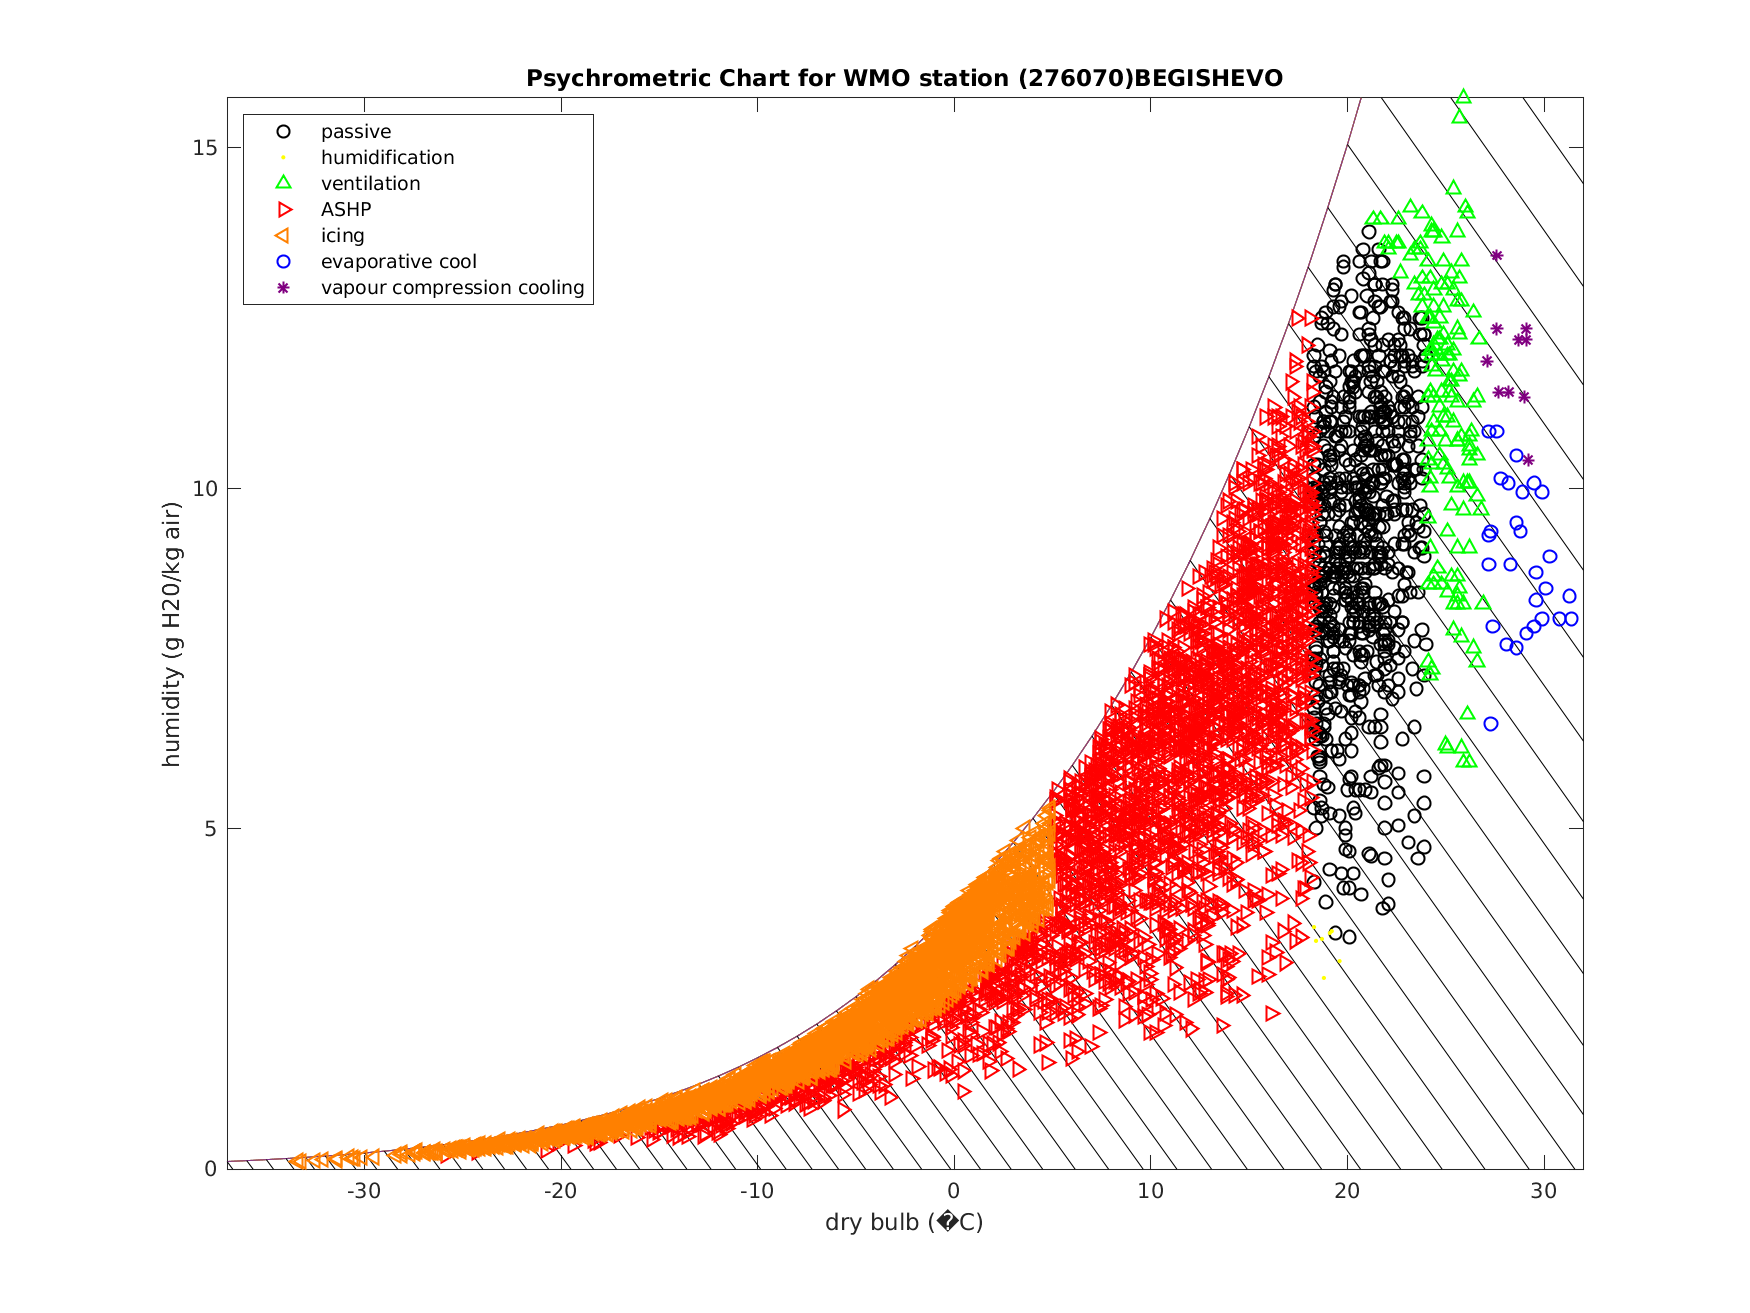 Psychrometric Chart for WMO station (276070)BEGISHEVO
passive
humidification
ventilation
ASHP
icing
evaporative cool
vapour compression cooling
15
10
5
0
humidity (g H20/kg air)
-30 -20 -10 0 10 20 30
dry bulb (�C)